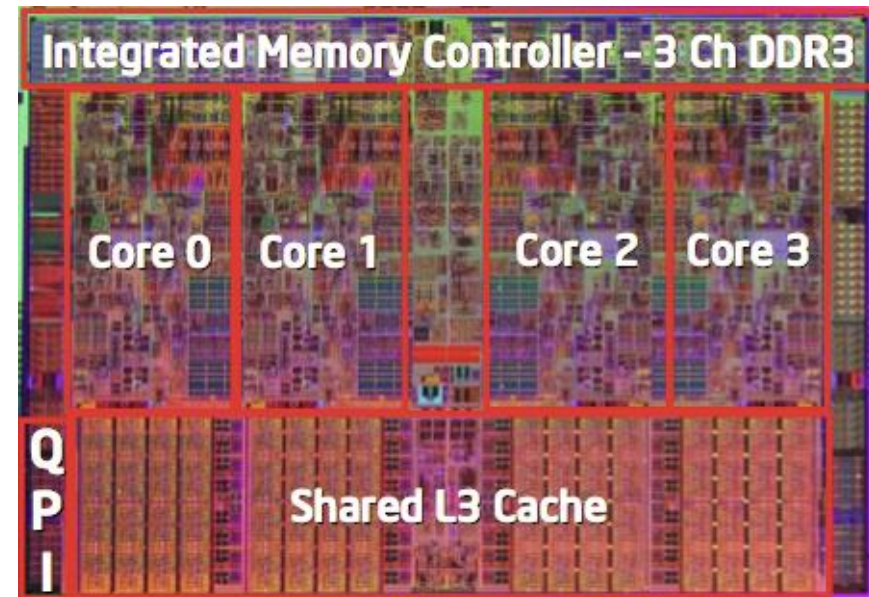 Integrated Memory Controller – 3 Ch DDR3
Core 0
Core 1
Core 2
Core 3
Q
P
I
Shared L3 Cache